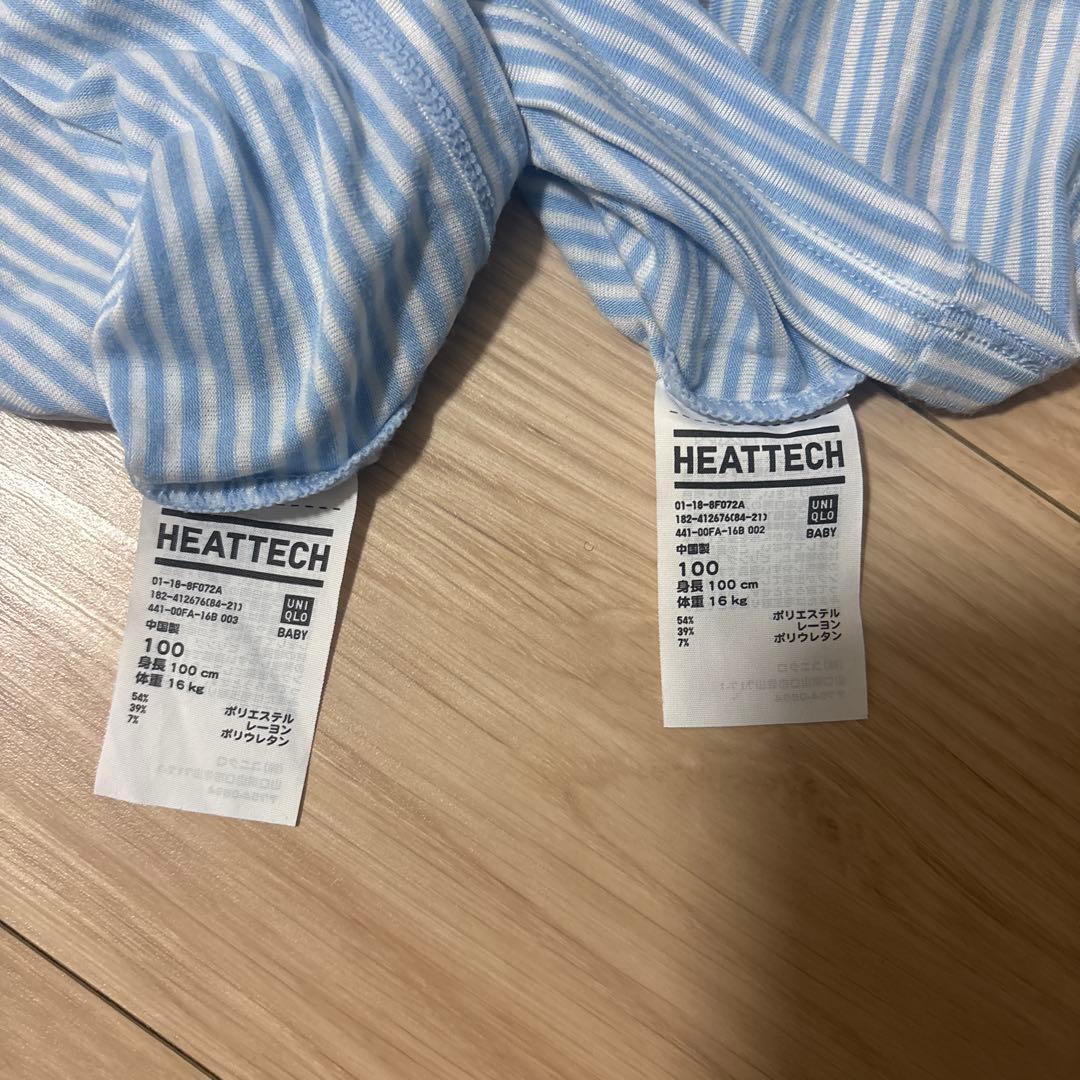 HEATTECH
01-18-8F072A
182-412676(84-21)
441-00FA-16B 003
UNI
QLO
BABY
中国製
100
身長 100 cm
体重 16 kg
54% ポリエステル
39% レーヨン
7% ポリウレタン
HEATTECH
01-18-8F072A
182-412676(84-21)
441-00FA-16B 002
UNI
QLO
BABY
中国製
100
身長 100 cm
体重 16 kg
54% ポリエステル
39% レーヨン
7% ポリウレタン